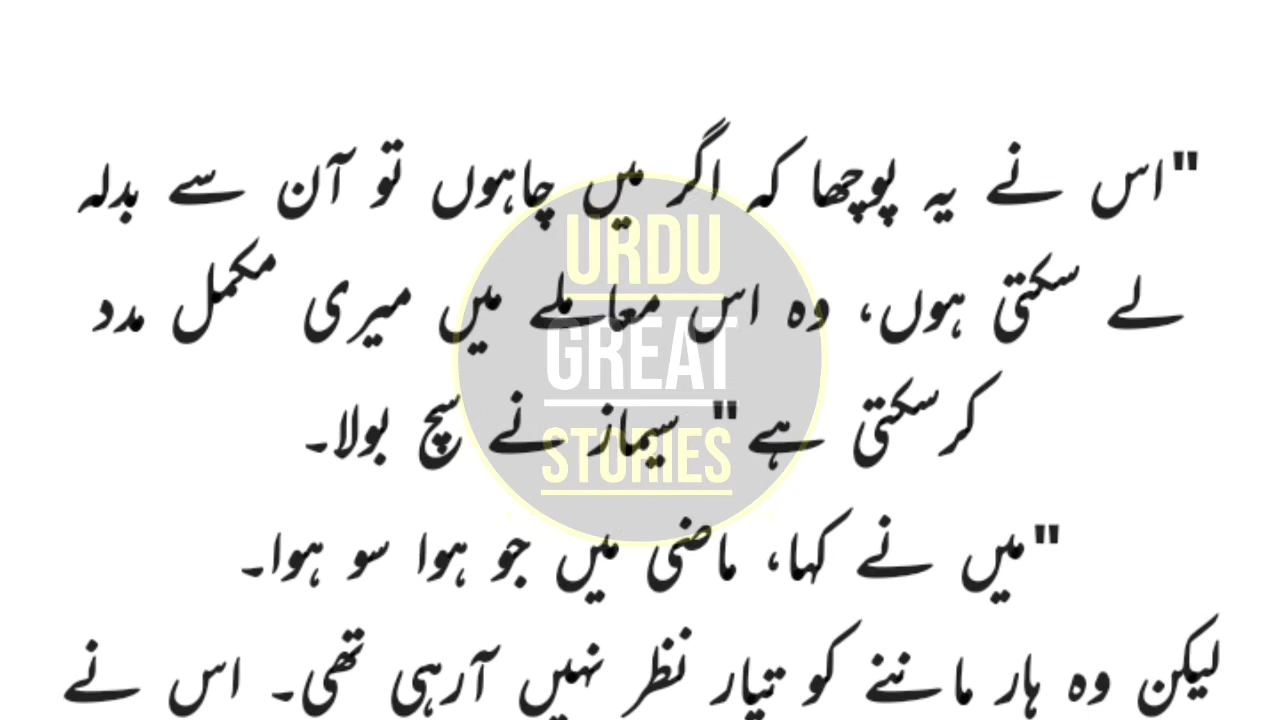 "اس نے یہ پوچھا کہ اگر میں چاہوں تو آن سے بدلہ
لے سکتی ہوں، وہ اس معاملے میں میری مکمل مدد
کرسکتی ہے" سیماز نے سچ بولا۔
"میں نے کہا، ماضی میں جو ہوا سو ہوا۔
لیکن وہ ہار ماننے کو تیار نظر نہیں آرہی تھی۔ اس نے
URDU
GREAT
STORIES